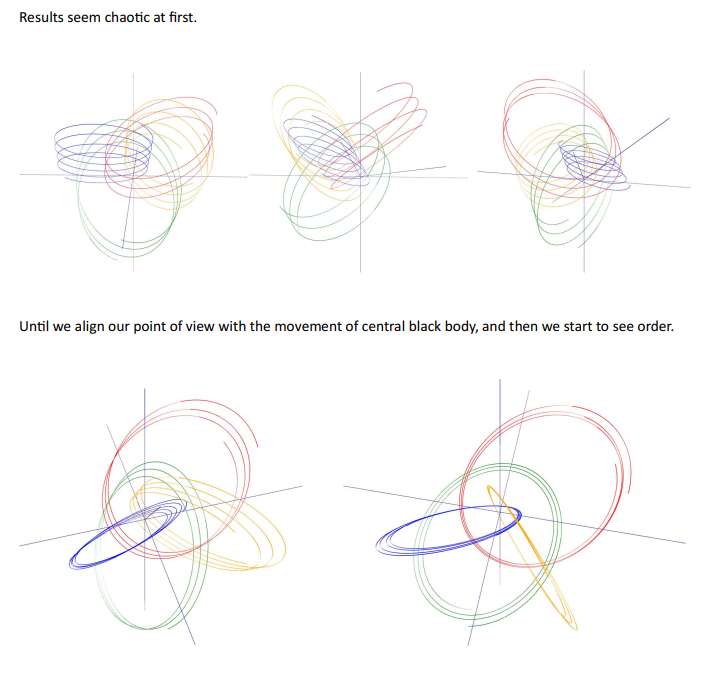 Results seem chaotic at first.
Until we align our point of view with the movement of central black body, and then we start to see order.